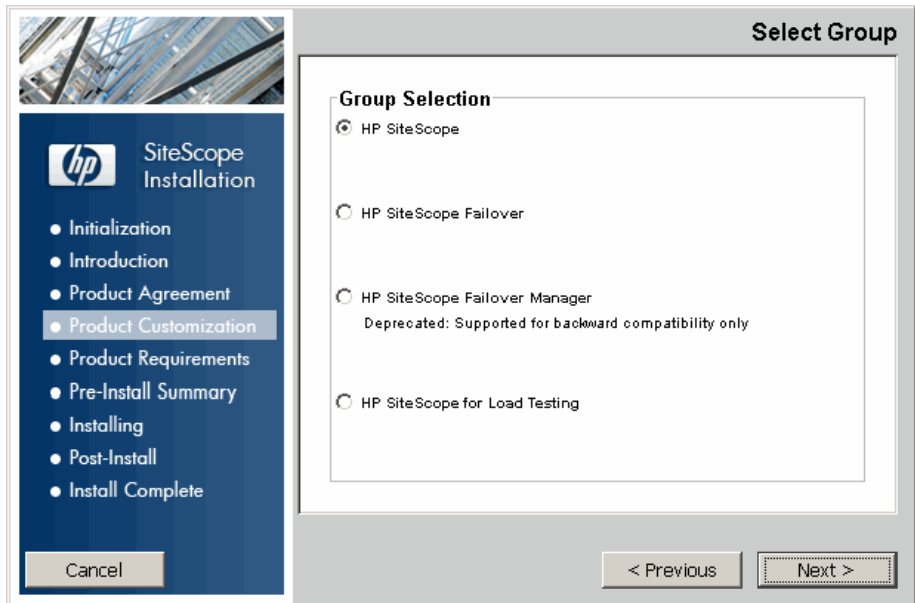 Select Group
hp
SiteScope
Installation
Initialization
Introduction
Product Agreement
Product Customization
Product Requirements
Pre-Install Summary
Installing
Post-Install
Install Complete
Cancel
Group Selection
HP SiteScope
HP SiteScope Failover
HP SiteScope Failover Manager
Deprecated: Supported for backward compatibility only
HP SiteScope for Load Testing
< Previous
Next >